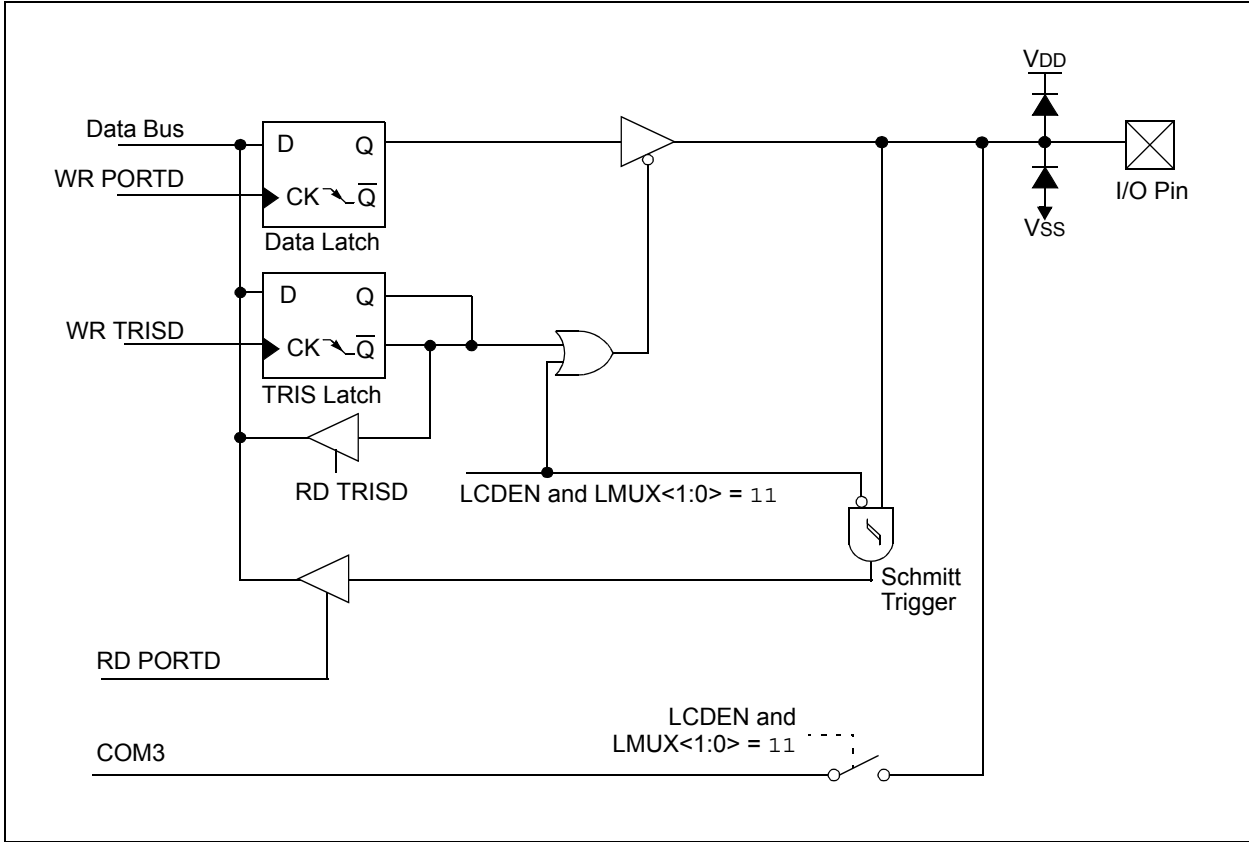 VDD
Data Bus
D Q
WR PORTD
CK Q̅
I/O Pin
Data Latch
VSS
D Q
WR TRISD
CK Q̅
TRIS Latch
RD TRISD
LCDEN and LMUX<1:0> = 11
Schmitt
Trigger
RD PORTD
LCDEN and
LMUX<1:0> = 11
COM3